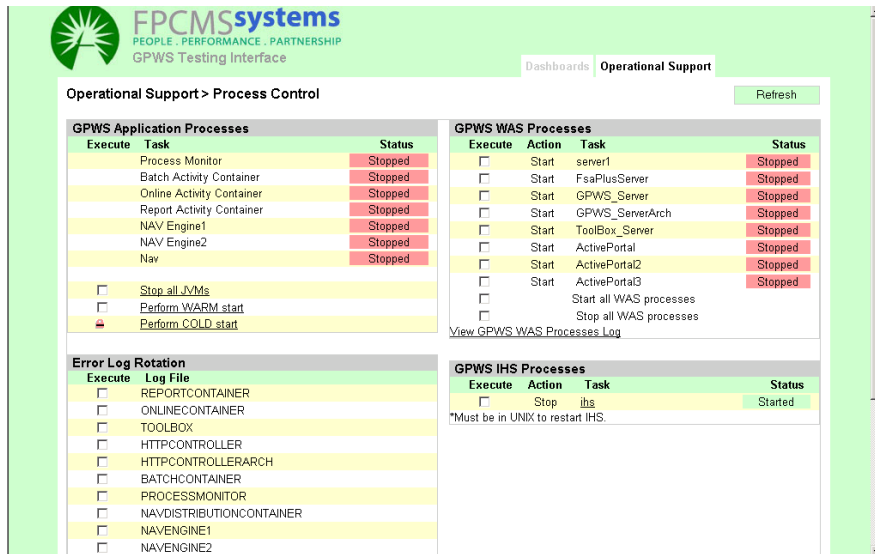 FPCMSsystems
PEOPLE . PERFORMANCE . PARTNERSHIP
GPWS Testing Interface
Dashboards Operational Support
Operational Support > Process Control
Refresh
GPWS Application Processes
Execute Task Status
Process Monitor Stopped
Batch Activity Container Stopped
Online Activity Container Stopped
Report Activity Container Stopped
NAV Engine1 Stopped
NAV Engine2 Stopped
Nav Stopped
Stop all JVMs
Perform WARM start
Perform COLD start
GPWS WAS Processes
Execute Action Task Status
Start server1 Stopped
Start FsaPlusServer Stopped
Start GPWS_Server Stopped
Start GPWS_ServerArch Stopped
Start ToolBox_Server Stopped
Start ActivePortal Stopped
Start ActivePortal2 Stopped
Start ActivePortal3 Stopped
Start all WAS processes
Stop all WAS processes
View GPWS WAS Processes Log
Error Log Rotation
Execute Log File
REPORTCONTAINER
ONLINECONTAINER
TOOLBOX
HTTPCONTROLLER
HTTPCONTROLLERARCH
BATCHCONTAINER
PROCESSMONITOR
NAVDISTRIBUTIONCONTAINER
NAVENGINE1
NAVENGINE2
GPWS IHS Processes
Execute Action Task Status
Stop ihs Started
*Must be in UNIX to restart IHS.